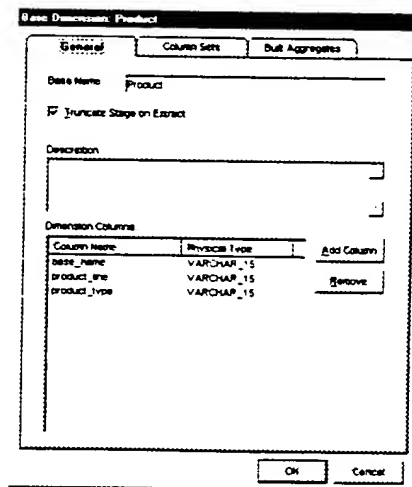 Base Dimension: Product
General Column Sets Built Aggregates
Base Name Product
Truncate Stage on Extract
Description
Dimension Columns
Column Name Physical Type Add Column
base_name VARCHAR_15
product_line VARCHAR_15 Remove
product_type VARCHAR_15
OK Cancel